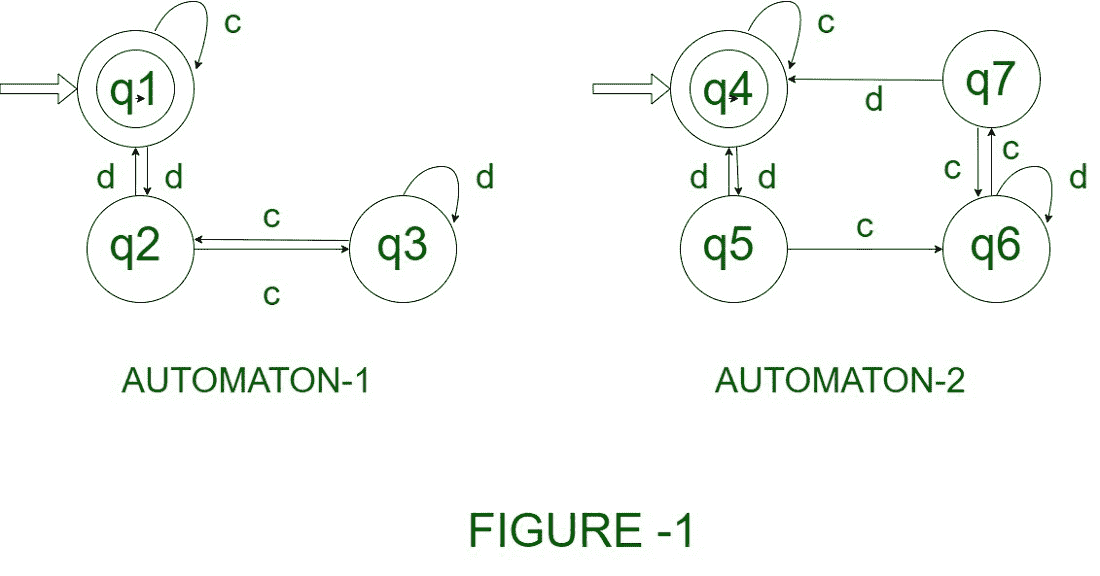 c
q1
d d
q2
c
c
q3
d
AUTOMATON-1
c
q4
d
q7
d d
q5
c
c
c
q6
d
AUTOMATON-2
FIGURE -1